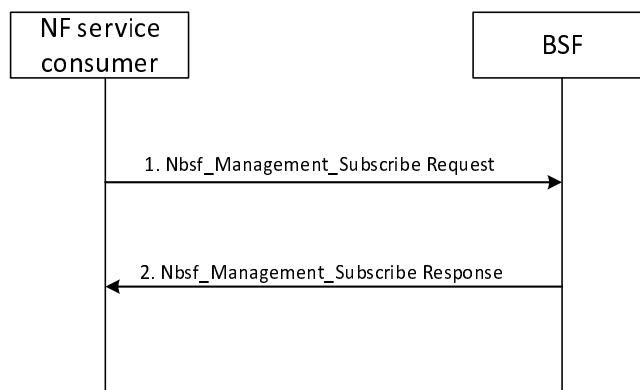 NF service
consumer
BSF
1. Nbsf_Management_Subscribe Request
2. Nbsf_Management_Subscribe Response